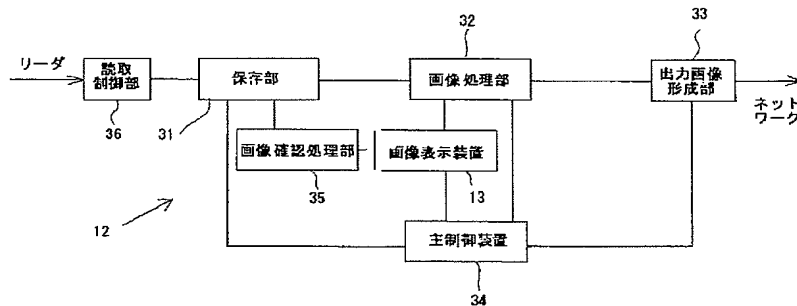 リーダ
読取
制御部
36
保存部
31
32
画像処理部
33
出力画像
形成部
ネット
ワーク
画像確認処理部
35
画像表示装置
13
12
主制御装置
34